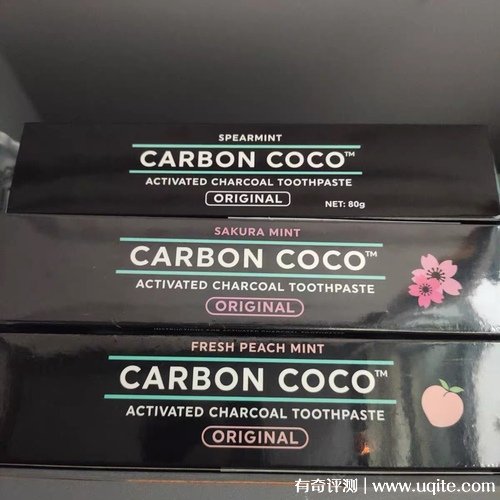 SPEARMINT
CARBON COCO™
ACTIVATED CHARCOAL TOOTHPASTE
ORIGINAL
NET: 80g
SAKURA MINT
CARBON COCO™
ACTIVATED CHARCOAL TOOTHPASTE
ORIGINAL
FRESH PEACH MINT
CARBON COCO™
ACTIVATED CHARCOAL TOOTHPASTE
ORIGINAL
有奇评测 | www.uqite.com